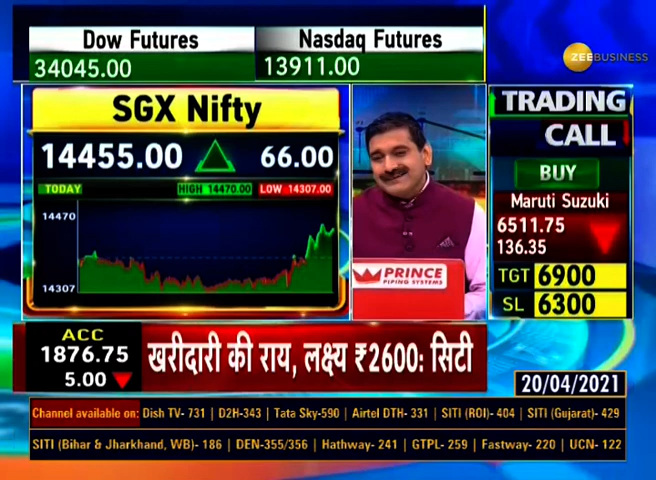 Dow Futures
Nasdaq Futures
34045.00
13911.00
ZEE BUSINESS
SGX Nifty
14455.00
66.00
TODAY
HIGH 14470.00
LOW 14307.00
14470
14307
PRINCE
PIPING SYSTEMS
TRADING
CALL
BUY
Maruti Suzuki
6511.75
136.35
TGT 6900
SL 6300
ACC
1876.75
5.00
खरीदारी की राय, लक्ष्य ₹2600: सिटी
20/04/2021
Channel available on: Dish TV- 731 | D2H-343 | Tata Sky-590 | Airtel DTH- 331 | SITI (ROI)- 404 | SITI (Gujarat)- 429
SITI (Bihar & Jharkhand, WB)- 186 | DEN-355/356 | Hathway- 241 | GTPL- 259 | Fastway- 220 | UCN- 122